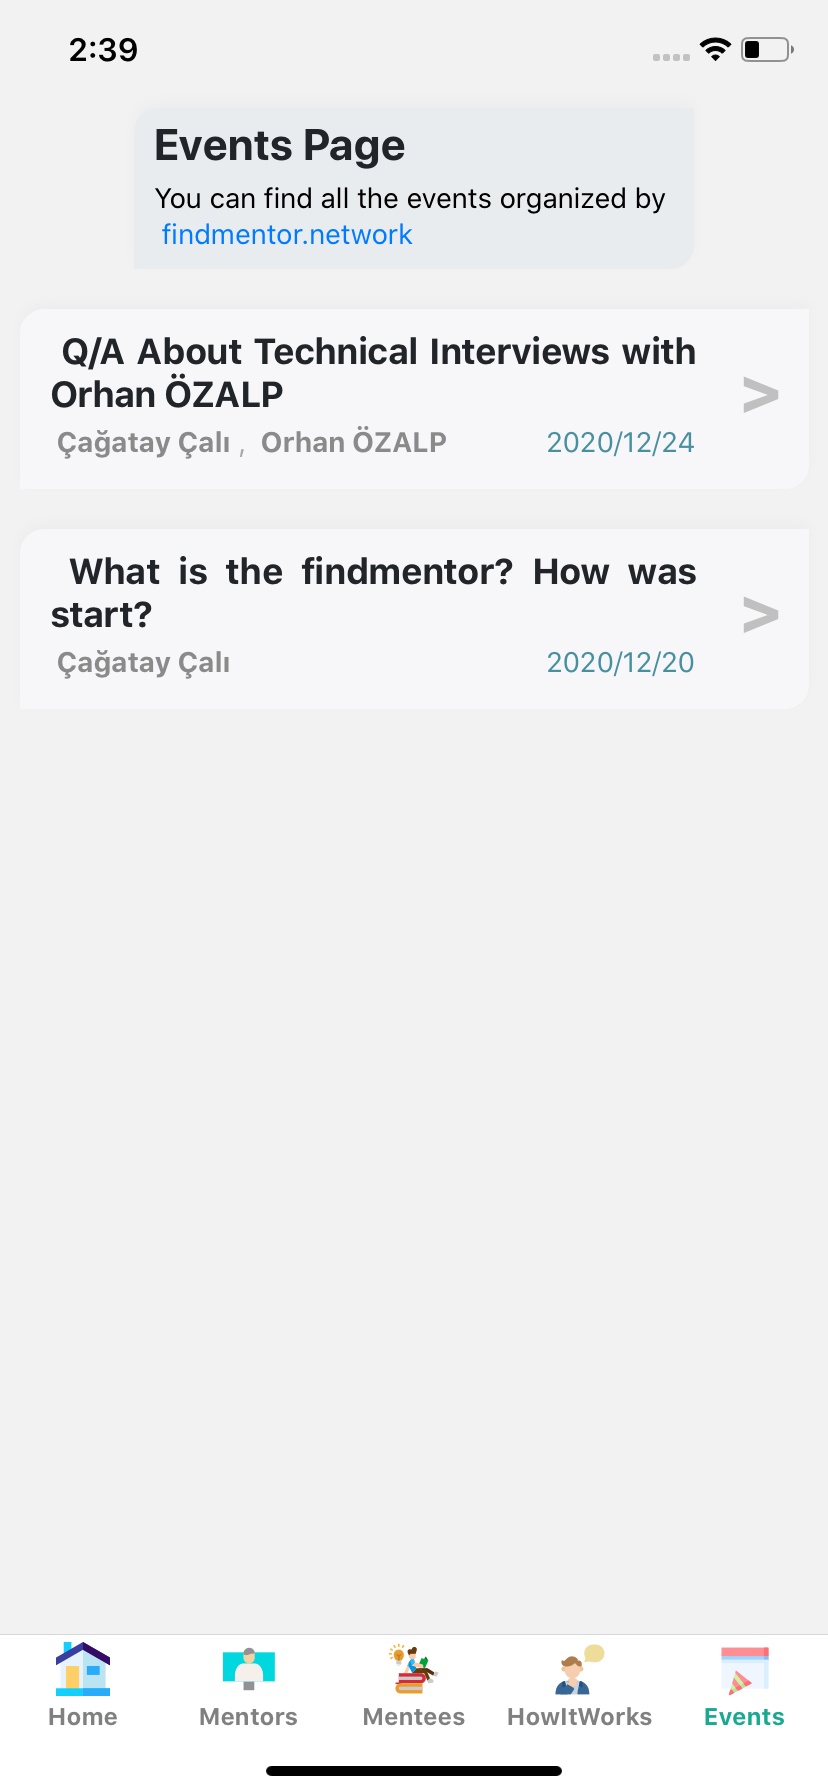 2:39
Events Page
You can find all the events organized by
findmentor.network
Q/A About Technical Interviews with
Orhan ÖZALP
>
Çağatay Çalı , Orhan ÖZALP 2020/12/24
What is the findmentor? How was
start?
>
Çağatay Çalı 2020/12/20
Home Mentors Mentees HowItWorks Events